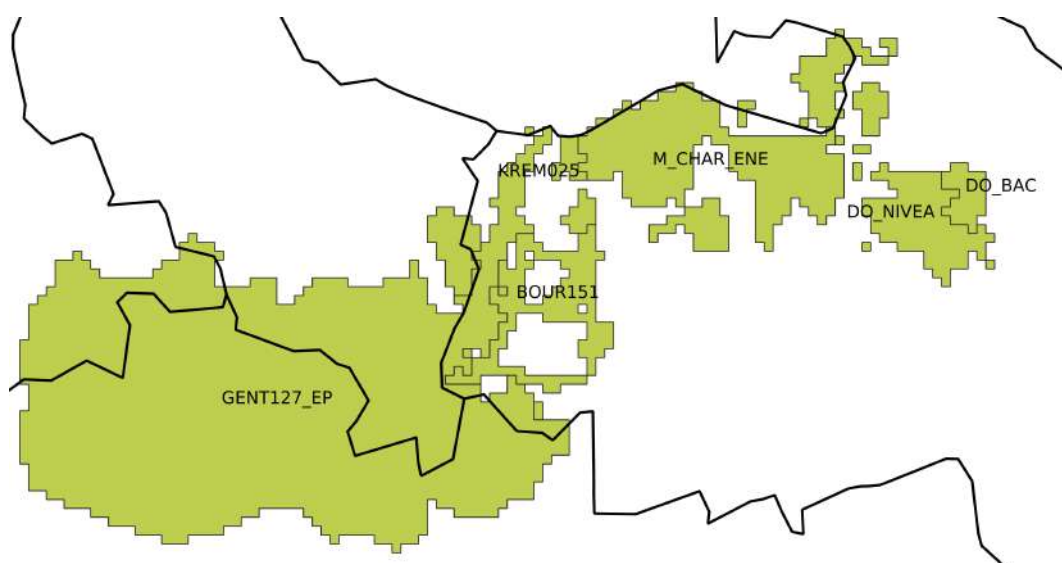 M_CHAR_ENE
KREM025
DO_BAC
DO_NIVEA
BOUR151
GENT127_EP